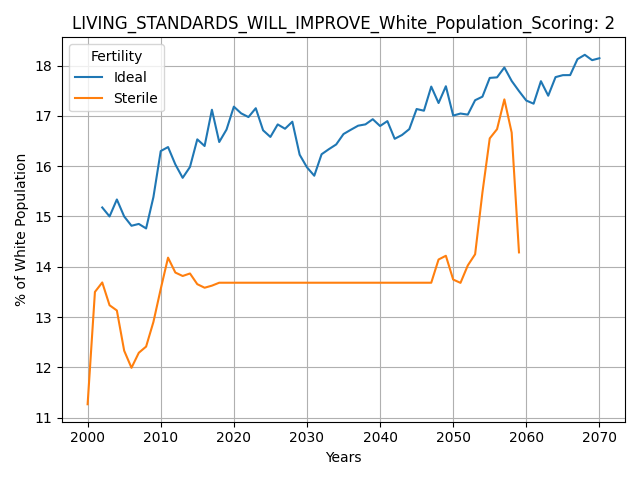 LIVING_STANDARDS_WILL_IMPROVE_White_Population_Scoring: 2
Fertility
Ideal
Sterile
% of White Population
18
17
16
15
14
13
12
11
2000 2010 2020 2030 2040 2050 2060 2070
Years